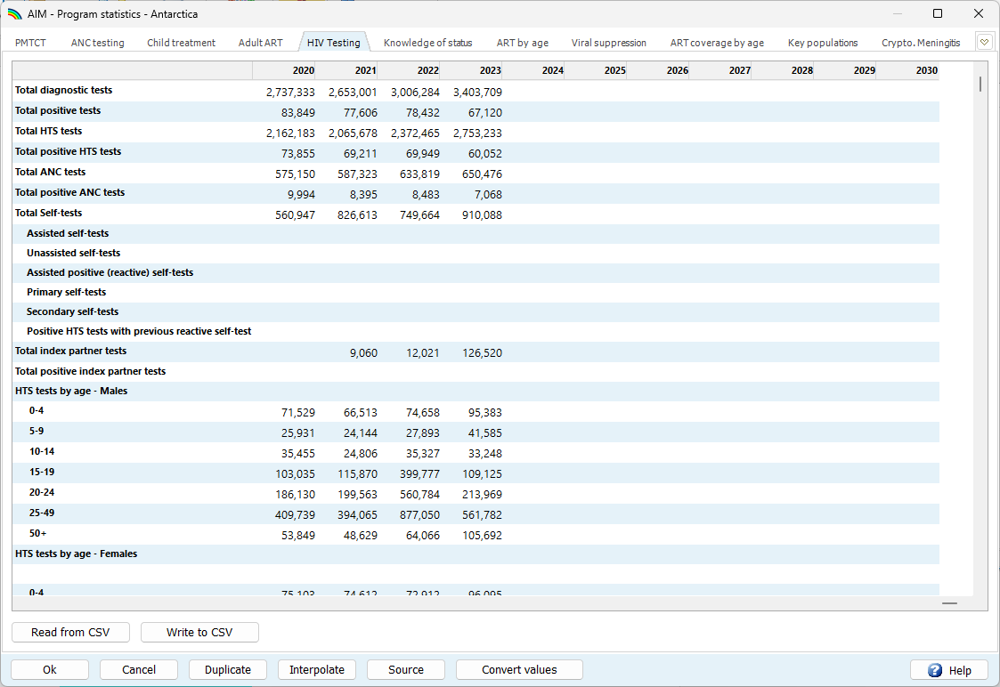 AIM - Program statistics - Antarctica
PMTCT ANC testing Child treatment Adult ART HIV Testing Knowledge of status ART by age Viral suppression ART coverage by age Key populations Crypto. Meningitis
2020 2021 2022 2023 2024 2025 2026 2027 2028 2029 2030
Total diagnostic tests 2,737,333 2,653,001 3,006,284 3,403,709
Total positive tests 83,849 77,606 78,432 67,120
Total HTS tests 2,162,183 2,065,678 2,372,465 2,753,233
Total positive HTS tests 73,855 69,211 69,949 60,052
Total ANC tests 575,150 587,323 633,819 650,476
Total positive ANC tests 9,994 8,395 8,483 7,068
Total Self-tests 560,947 826,613 749,664 910,088
Assisted self-tests
Unassisted self-tests
Assisted positive (reactive) self-tests
Primary self-tests
Secondary self-tests
Positive HTS tests with previous reactive self-test
Total index partner tests 9,060 12,021 126,520
Total positive index partner tests
HTS tests by age - Males
0-4 71,529 66,513 74,658 95,383
5-9 25,931 24,144 27,893 41,585
10-14 35,455 24,806 35,327 33,248
15-19 103,035 115,870 399,777 109,125
20-24 186,130 199,563 560,784 213,969
25-49 409,739 394,065 877,050 561,782
50+ 53,849 48,629 64,066 105,692
HTS tests by age - Females
0-4 75,103 74,612 72,912 96,095
Read from CSV Write to CSV
Ok Cancel Duplicate Interpolate Source Convert values Help